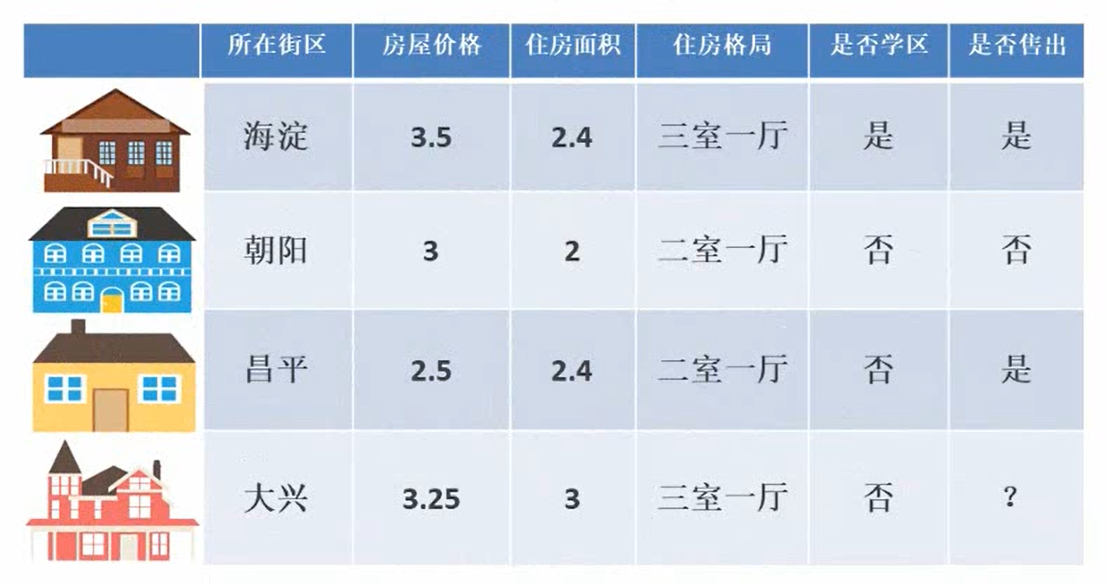 所在街区 房屋价格 住房面积 住房格局 是否学区 是否售出
海淀 3.5 2.4 三室一厅 是 是
朝阳 3 2 二室一厅 否 否
昌平 2.5 2.4 二室一厅 否 是
大兴 3.25 3 三室一厅 否 ？